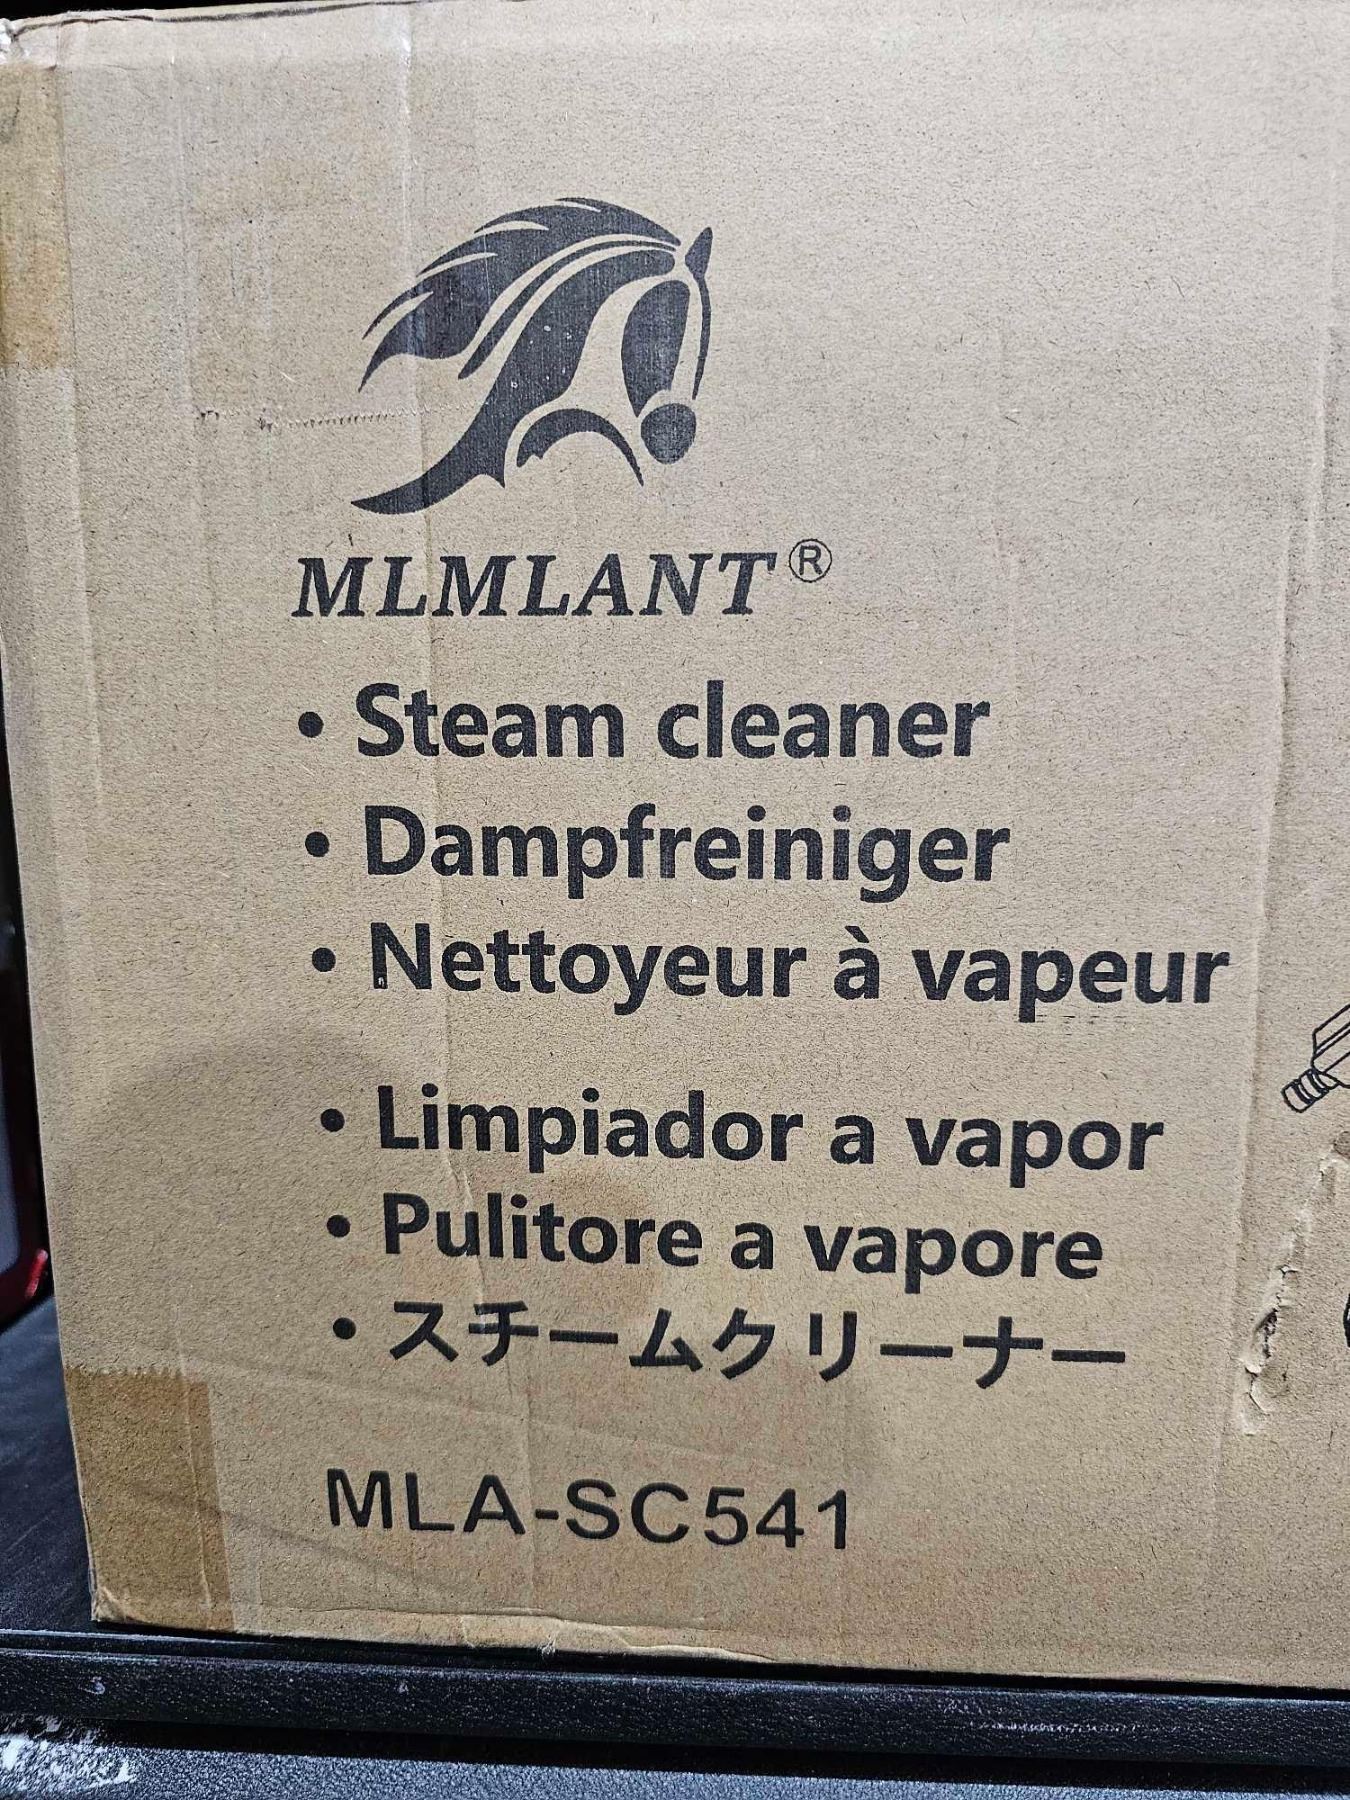 MLMLANT®
• Steam cleaner
• Dampfreiniger
• Nettoyeur à vapeur
• Limpiador a vapor
• Pulitore a vapore
• スチームクリーナー
MLA-SC541